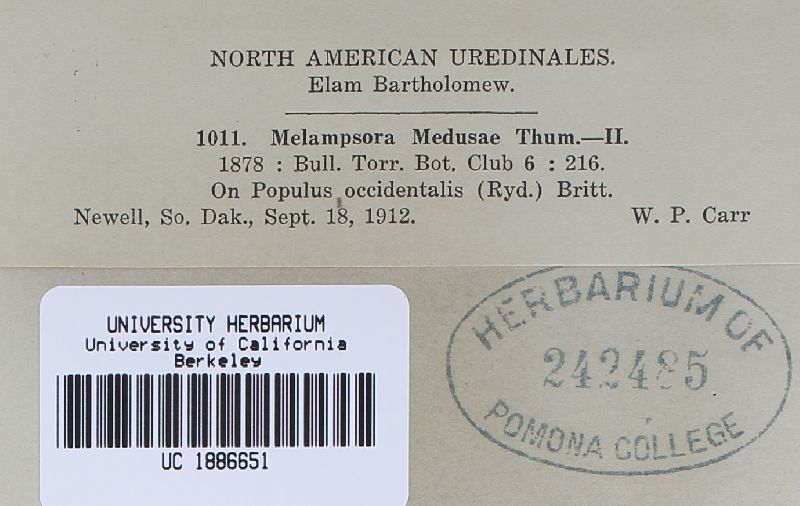 NORTH AMERICAN UREDINALES.
Elam Bartholomew.
1011. Melampsora Medusae Thum.—II.
1878 : Bull. Torr. Bot. Club 6 : 216.
On Populus occidentalis (Ryd.) Britt.
Newell, So. Dak., Sept. 18, 1912. W. P. Carr
UNIVERSITY HERBARIUM
University of California
Berkeley
UC 1886651
HERBARIUM OF
242485
POMONA COLLEGE